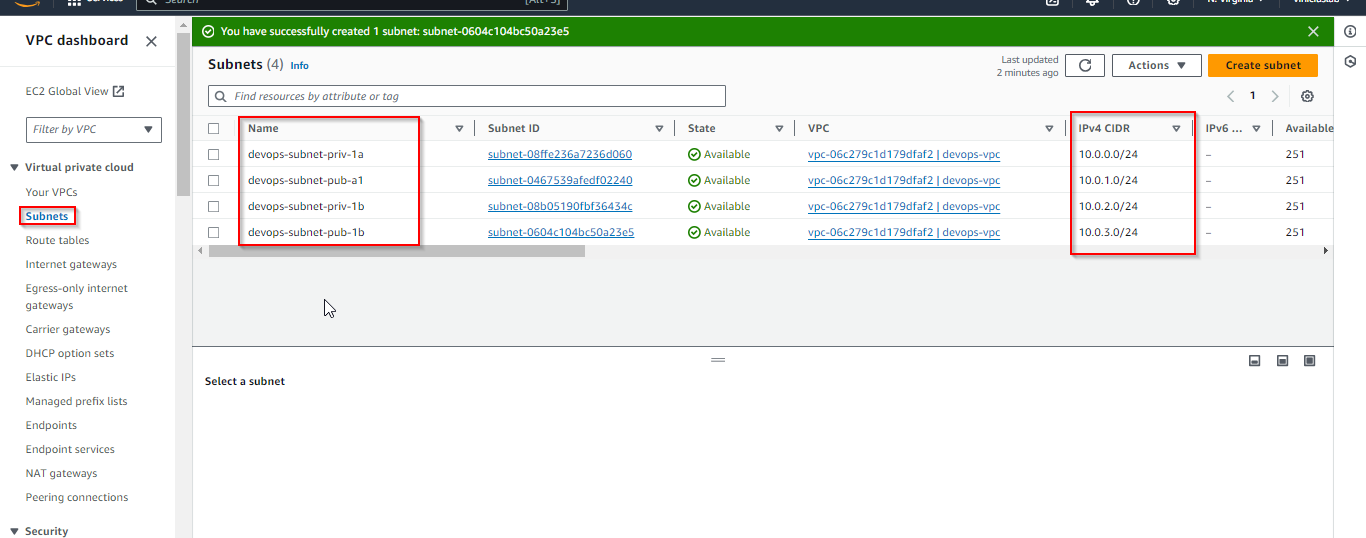 Services
Search
[Alt+S]
N. Virginia
VPC dashboard
You have successfully created 1 subnet: subnet-0604c104bc50a23e5
EC2 Global View
Filter by VPC
Virtual private cloud
Your VPCs
Subnets
Route tables
Internet gateways
Egress-only internet
gateways
Carrier gateways
DHCP option sets
Elastic IPs
Managed prefix lists
Endpoints
Endpoint services
NAT gateways
Peering connections
Security
Subnets (4) Info
Last updated
2 minutes ago
Actions
Create subnet
Find resources by attribute or tag
1
Name Subnet ID State VPC IPv4 CIDR IPv6 ... Available
devops-subnet-priv-1a subnet-08ffe236a7236d060 Available vpc-06c279c1d179dfaf2 | devops-vpc 10.0.0.0/24 – 251
devops-subnet-pub-a1 subnet-0467539afedf02240 Available vpc-06c279c1d179dfaf2 | devops-vpc 10.0.1.0/24 – 251
devops-subnet-priv-1b subnet-08b05190fbf36434c Available vpc-06c279c1d179dfaf2 | devops-vpc 10.0.2.0/24 – 251
devops-subnet-pub-1b subnet-0604c104bc50a23e5 Available vpc-06c279c1d179dfaf2 | devops-vpc 10.0.3.0/24 – 251
Select a subnet